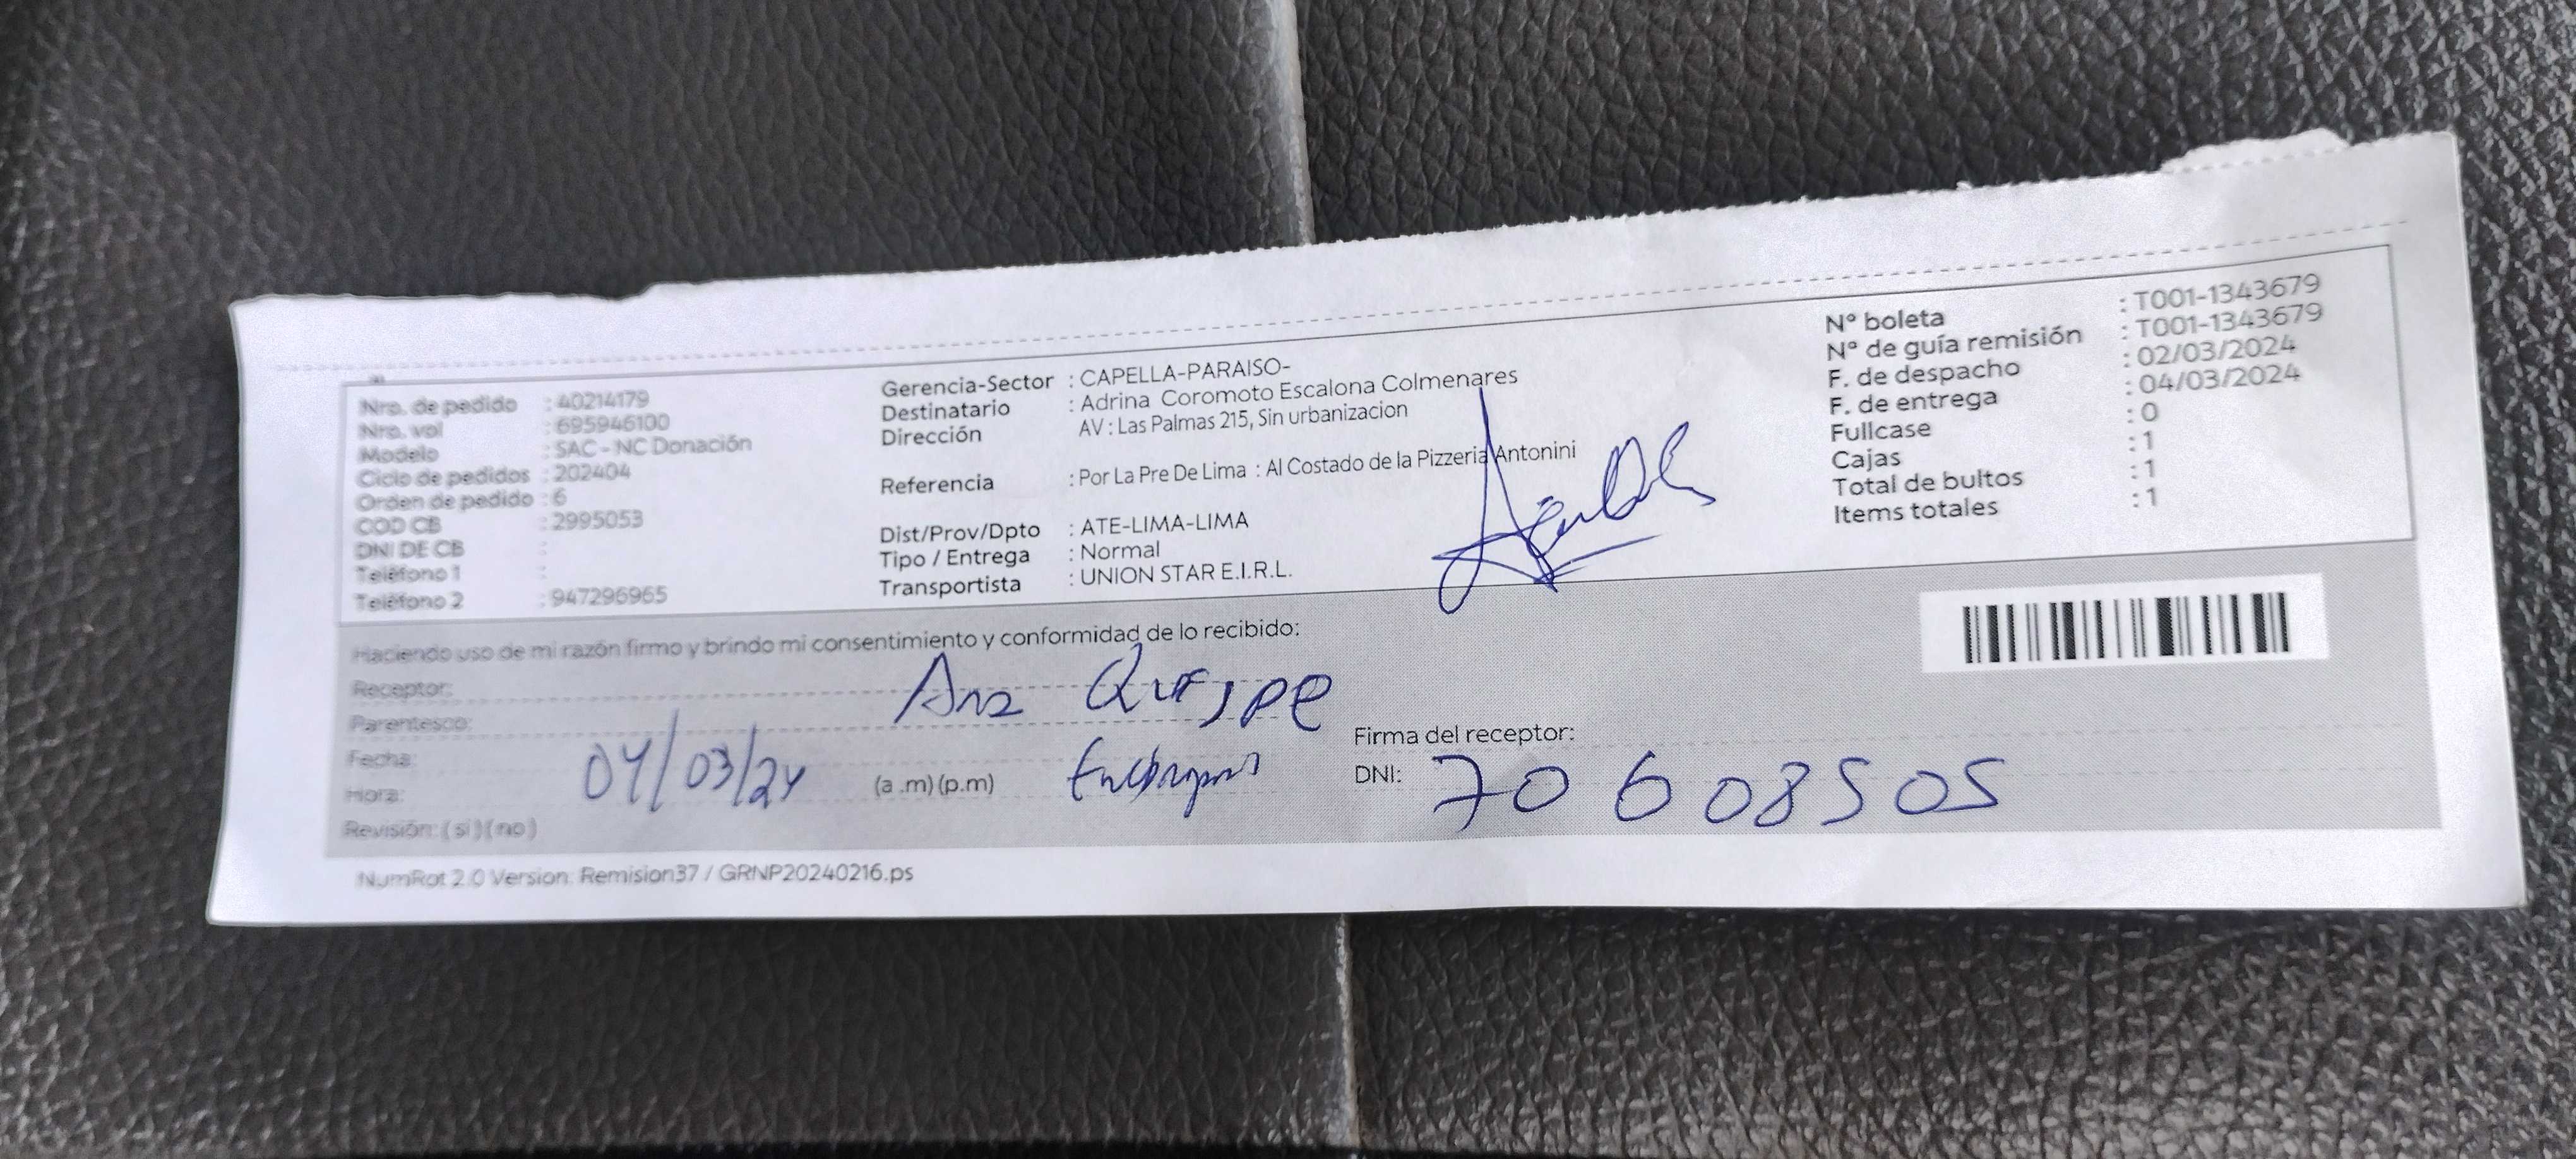 Nro. de pedido : 40214179
Nro. vol : 695946100
Modelo : SAC - NC Donación
Ciclo de pedidos : 202404
Orden de pedido : 6
COD CB : 2995053
DNI DE CB :
Teléfono 1 :
Teléfono 2 : 947296965
Gerencia-Sector : CAPELLA-PARAISO-
Destinatario : Adrina Coromoto Escalona Colmenares
Dirección AV : Las Palmas 215, Sin urbanizacion
Referencia : Por La Pre De Lima : Al Costado de la Pizzeria Antonini
Dist/Prov/Dpto : ATE-LIMA-LIMA
Tipo / Entrega : Normal
Transportista : UNION STAR E.I.R.L.
N° boleta : T001-1343679
N° de guía remisión : T001-1343679
F. de despacho : 02/03/2024
F. de entrega : 04/03/2024
Fullcase : 0
Cajas : 1
Total de bultos : 1
Items totales : 1
Haciendo uso de mi razón firmo y brindo mi consentimiento y conformidad de lo recibido:
Receptor: Ana Quispe
Parentesco:
Fecha: 04/03/24
Hora: (a .m) (p.m)
Revisión: ( si ) ( no )
Firma del receptor:
DNI: 70608505
NumRot 2.0 Version: Remision37 / GRNP20240216.ps